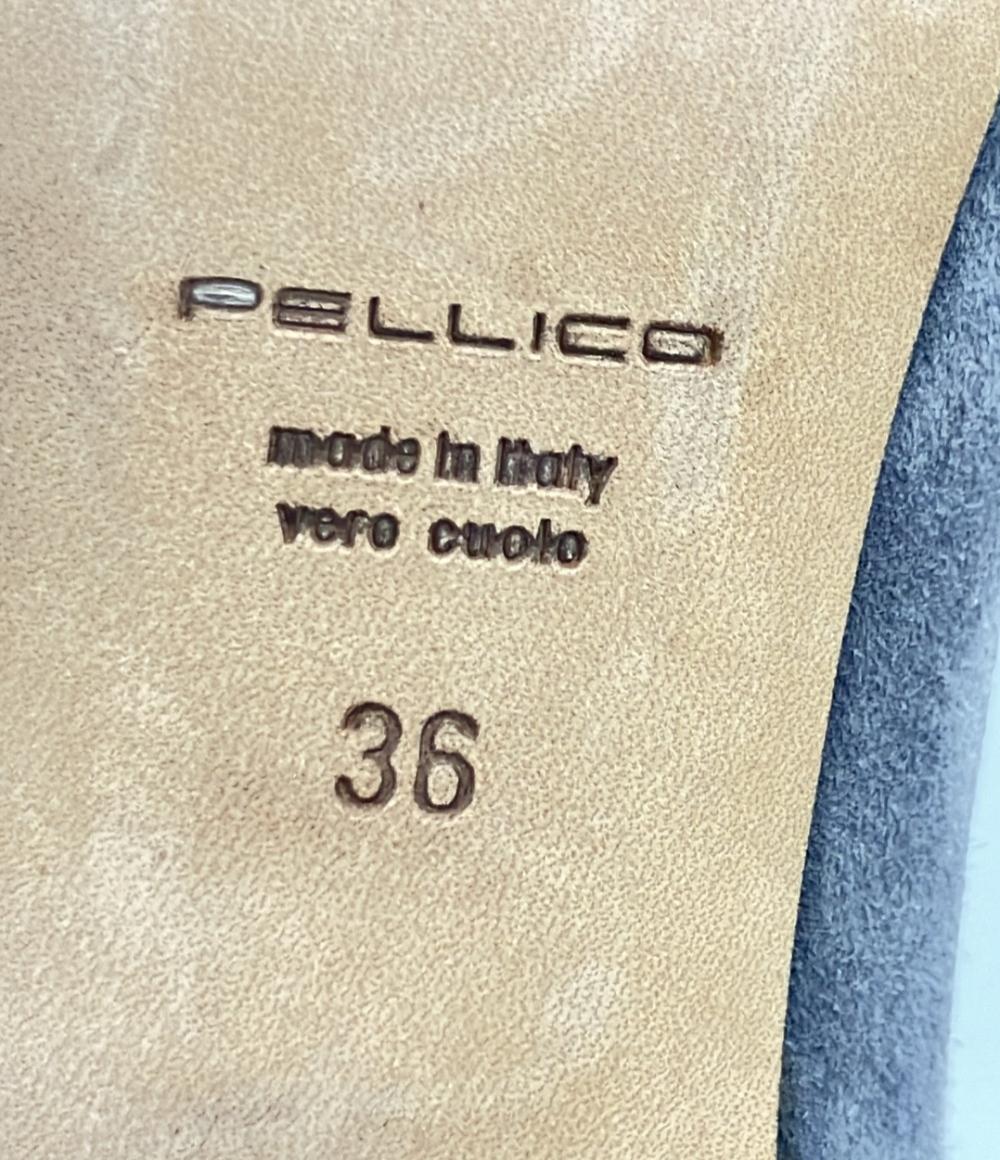 PELLICO
made in Italy
vero cuoio
36